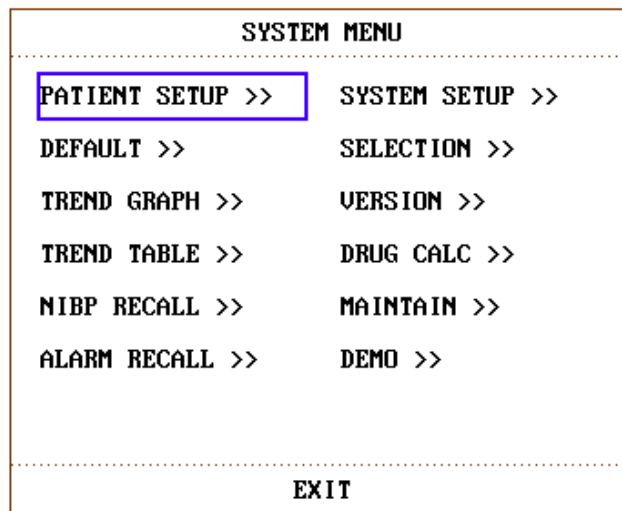 SYSTEM MENU
PATIENT SETUP >> SYSTEM SETUP >>
DEFAULT >> SELECTION >>
TREND GRAPH >> VERSION >>
TREND TABLE >> DRUG CALC >>
NIBP RECALL >> MAINTAIN >>
ALARM RECALL >> DEMO >>
EXIT